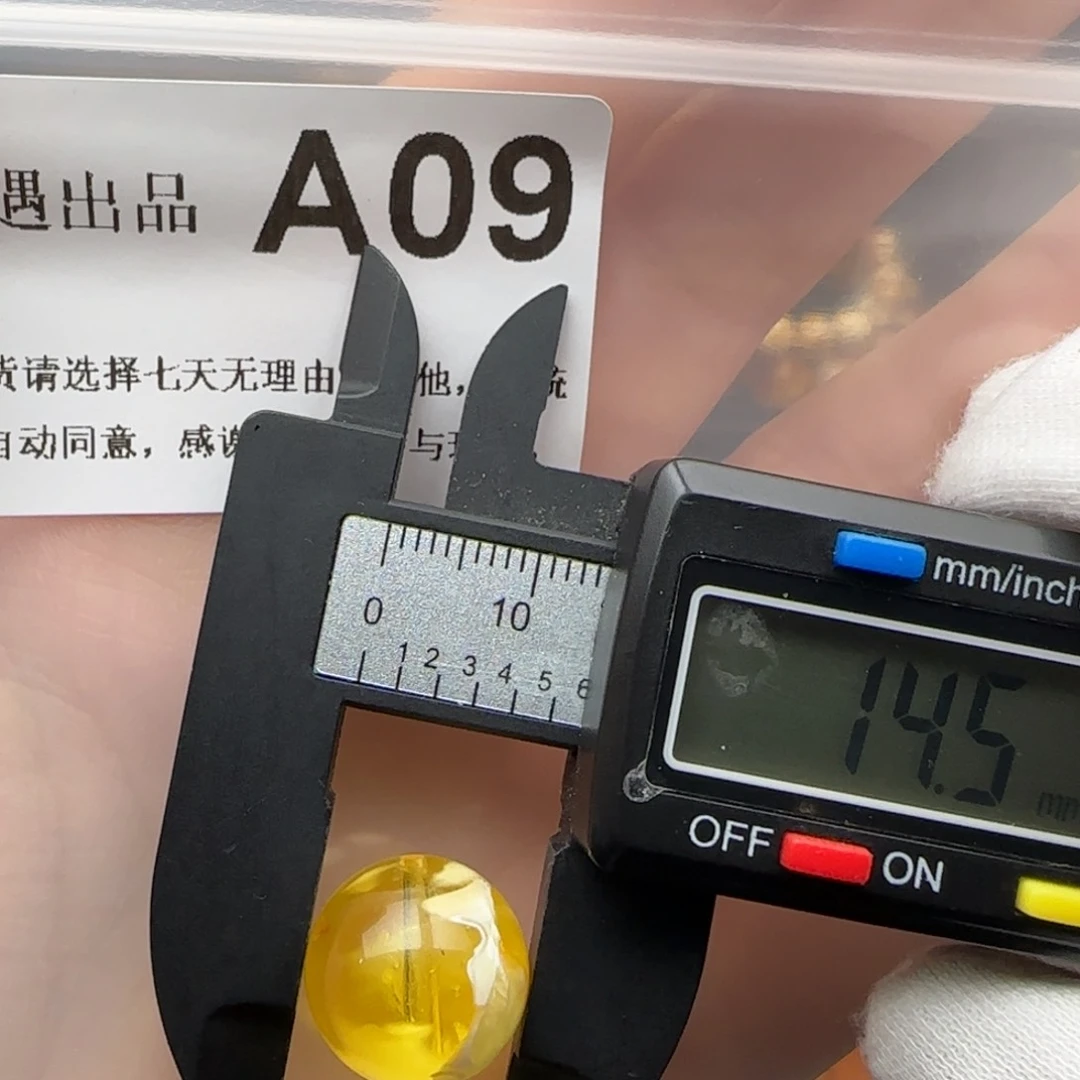 遇出品 A09
货请选择七天无理由 他,
自动同意，感谢 与
mm/inch
0 10
1 2 3 4 5 6
14.5 mm
OFF ON